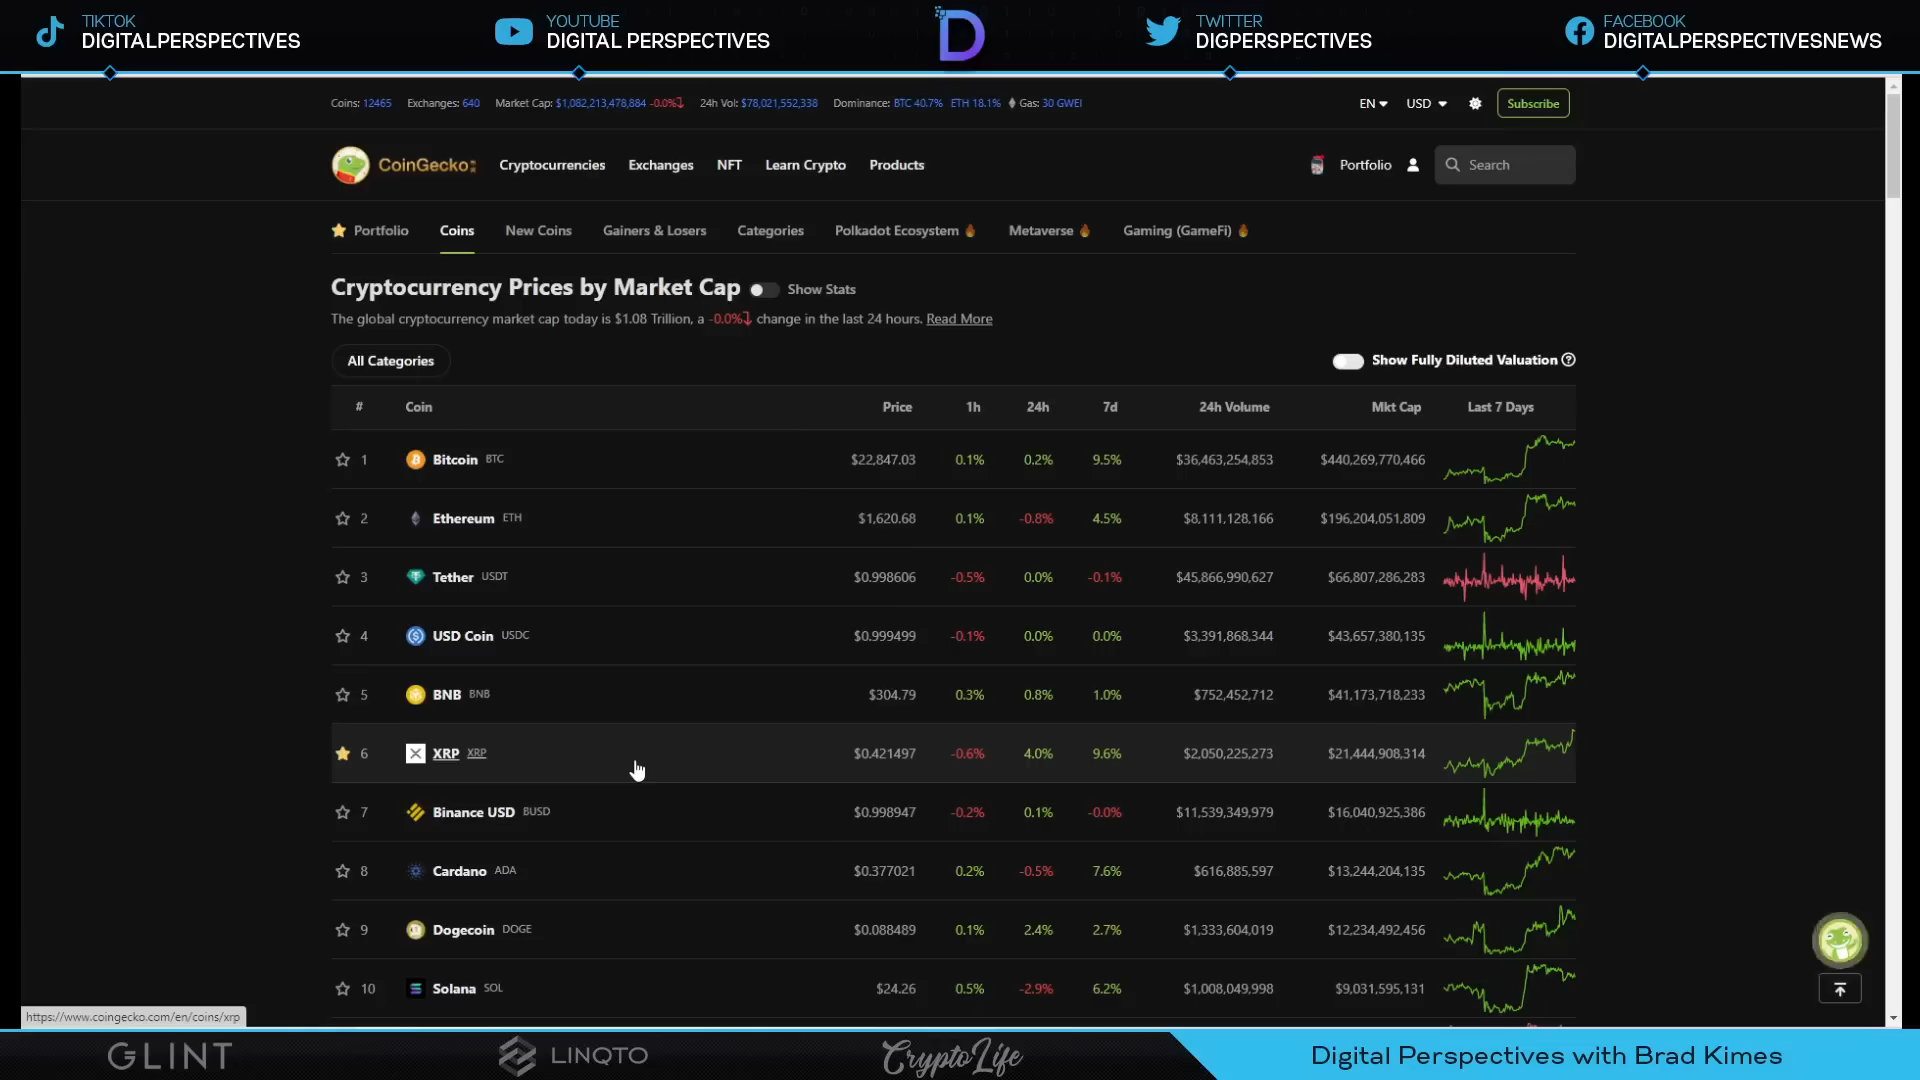 TIKTOK
DIGITALPERSPECTIVES
YOUTUBE
DIGITAL PERSPECTIVES
D
TWITTER
DIGPERSPECTIVES
FACEBOOK
DIGITALPERSPECTIVESNEWS
Coins: 12465 Exchanges: 640 Market Cap: $1,082,213,478,884 -0.0% 24h Vol: $78,021,552,338 Dominance: BTC 40.7% ETH 18.1% Gas: 30 GWEI EN USD Subscribe
CoinGecko Cryptocurrencies Exchanges NFT Learn Crypto Products Portfolio Search
Portfolio Coins New Coins Gainers & Losers Categories Polkadot Ecosystem Metaverse Gaming (GameFi)
Cryptocurrency Prices by Market Cap Show Stats
The global cryptocurrency market cap today is $1.08 Trillion, a -0.0% change in the last 24 hours. Read More
All Categories Show Fully Diluted Valuation
# Coin Price 1h 24h 7d 24h Volume Mkt Cap Last 7 Days
1 Bitcoin BTC $22,847.03 0.1% 0.2% 9.5% $36,463,254,853 $440,269,770,466
2 Ethereum ETH $1,620.68 0.1% -0.8% 4.5% $8,111,128,166 $196,204,051,809
3 Tether USDT $0.998606 -0.5% 0.0% -0.1% $45,866,990,627 $66,807,286,283
4 USD Coin USDC $0.999499 -0.1% 0.0% 0.0% $3,391,868,344 $43,657,380,135
5 BNB BNB $304.79 0.3% 0.8% 1.0% $752,452,712 $41,173,718,233
6 XRP XRP $0.421497 -0.6% 4.0% 9.6% $2,050,225,273 $21,444,908,314
7 Binance USD BUSD $0.998947 -0.2% 0.1% -0.0% $11,539,349,979 $16,040,925,386
8 Cardano ADA $0.377021 0.2% -0.5% 7.6% $616,885,597 $13,244,204,135
9 Dogecoin DOGE $0.088489 0.1% 2.4% 2.7% $1,333,604,019 $12,234,492,456
10 Solana SOL $24.26 0.5% -2.9% 6.2% $1,008,049,998 $9,031,595,131
https://www.coingecko.com/en/coins/xrp
GLINT LINQTO CryptoLife Digital Perspectives with Brad Kimes